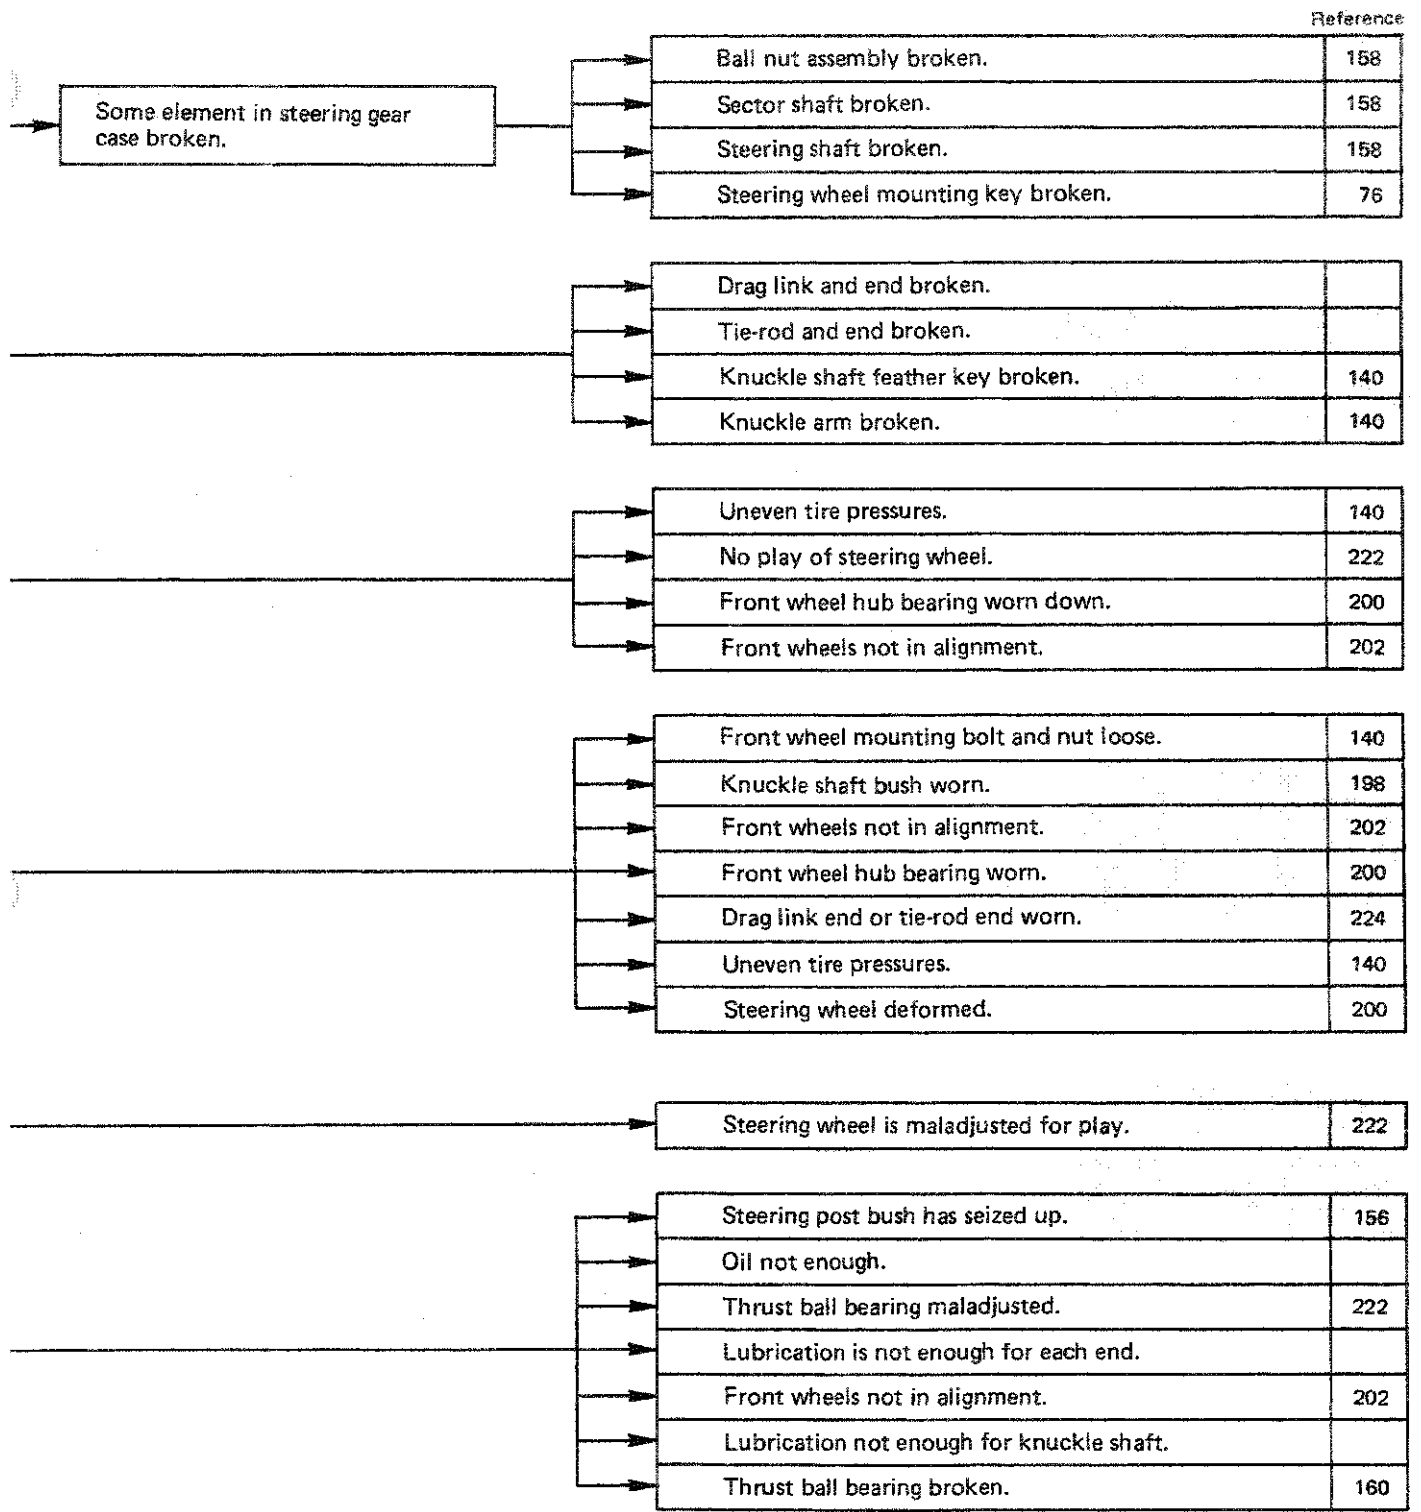 Reference
Ball nut assembly broken. 158
Some element in steering gear
case broken.
Sector shaft broken. 158
Steering shaft broken. 158
Steering wheel mounting key broken. 76
Drag link and end broken.
Tie-rod and end broken.
Knuckle shaft feather key broken. 140
Knuckle arm broken. 140
Uneven tire pressures. 140
No play of steering wheel. 222
Front wheel hub bearing worn down. 200
Front wheels not in alignment. 202
Front wheel mounting bolt and nut loose. 140
Knuckle shaft bush worn. 198
Front wheels not in alignment. 202
Front wheel hub bearing worn. 200
Drag link end or tie-rod end worn. 224
Uneven tire pressures. 140
Steering wheel deformed. 200
Steering wheel is maladjusted for play. 222
Steering post bush has seized up. 156
Oil not enough.
Thrust ball bearing maladjusted. 222
Lubrication is not enough for each end.
Front wheels not in alignment. 202
Lubrication not enough for knuckle shaft.
Thrust ball bearing broken. 160